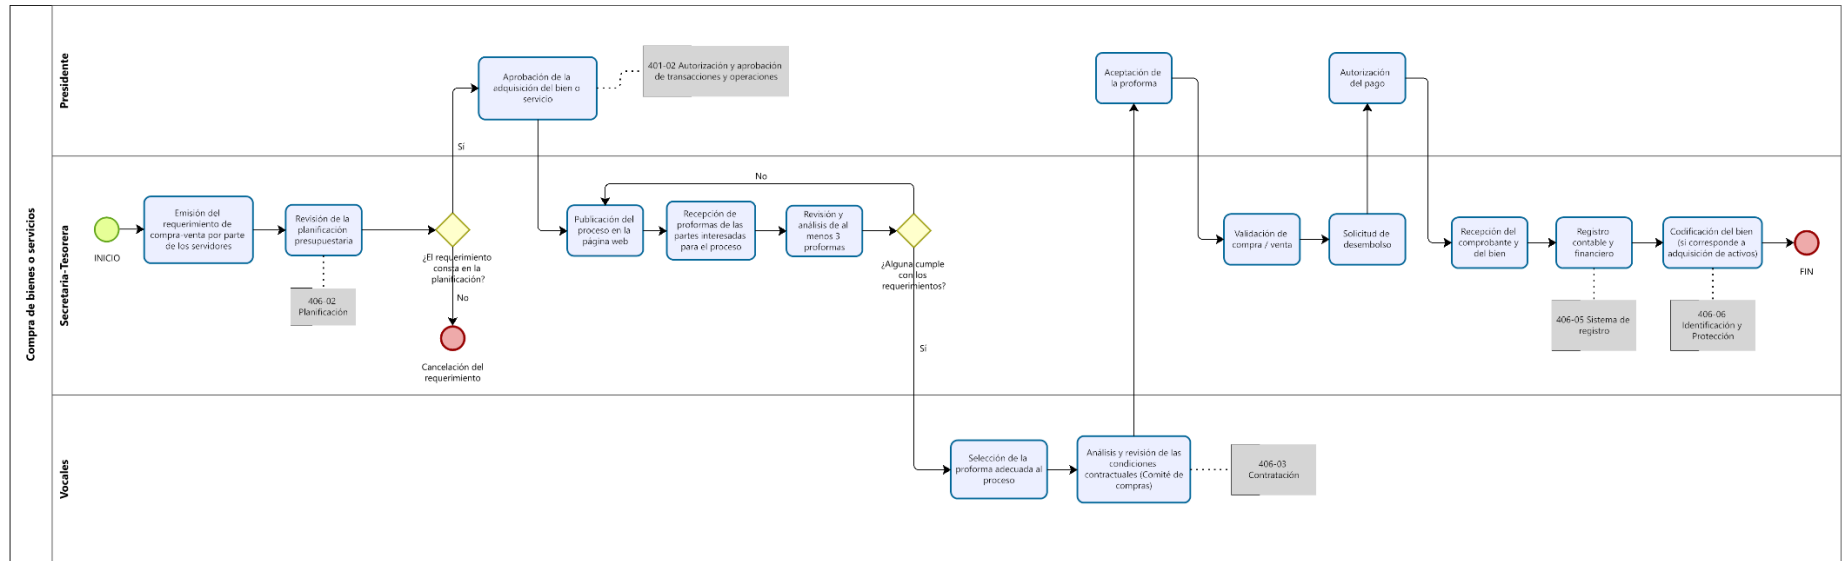 Compra de bienes o servicios
Presidente
Aprobación de la
adquisición del bien o
servicio
401-02 Autorización y aprobación
de transacciones y operaciones
Aceptación de
la proforma
Autorización
del pago
Si
Secretaria-Tesorera
INICIO
Emisión del
requerimiento de
compra-venta por parte
de los servidores
Revisión de la
planificación
presupuestaria
406-02
Planificación
¿El requerimiento
consta en la
planificación?
No
Cancelación del
requerimiento
Publicación del
proceso en la
página web
Recepción de
proformas de las
partes interesadas
para el proceso
Revisión y
análisis de al
menos 3
proformas
No
¿Alguna cumple
con los
requerimientos?
Si
Validación de
compra / venta
Solicitud de
desembolso
Recepción del
comprobante y
del bien
Registro
contable y
financiero
406-05 Sistema de
registro
Codificación del bien
(si corresponde a
adquisición de activos)
406-06
Identificación y
Protección
FIN
Vocales
Selección de la
proforma adecuada al
proceso
Análisis y revisión de las
condiciones
contractuales (Comité de
compras)
406-03
Contratación